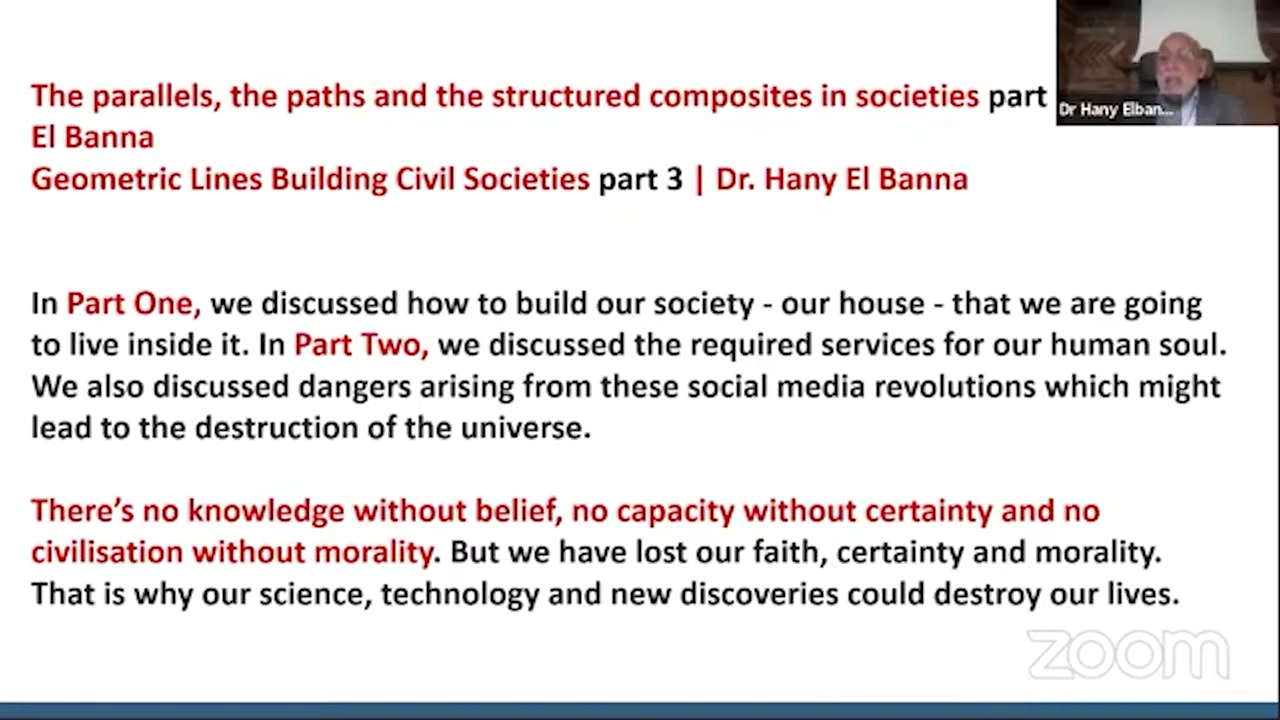 The parallels, the paths and the structured composites in societies part
El Banna
Geometric Lines Building Civil Societies part 3 | Dr. Hany El Banna
Dr Hany Elban...
In Part One, we discussed how to build our society - our house - that we are going
to live inside it. In Part Two, we discussed the required services for our human soul.
We also discussed dangers arising from these social media revolutions which might
lead to the destruction of the universe.
There’s no knowledge without belief, no capacity without certainty and no
civilisation without morality. But we have lost our faith, certainty and morality.
That is why our science, technology and new discoveries could destroy our lives.
zoom